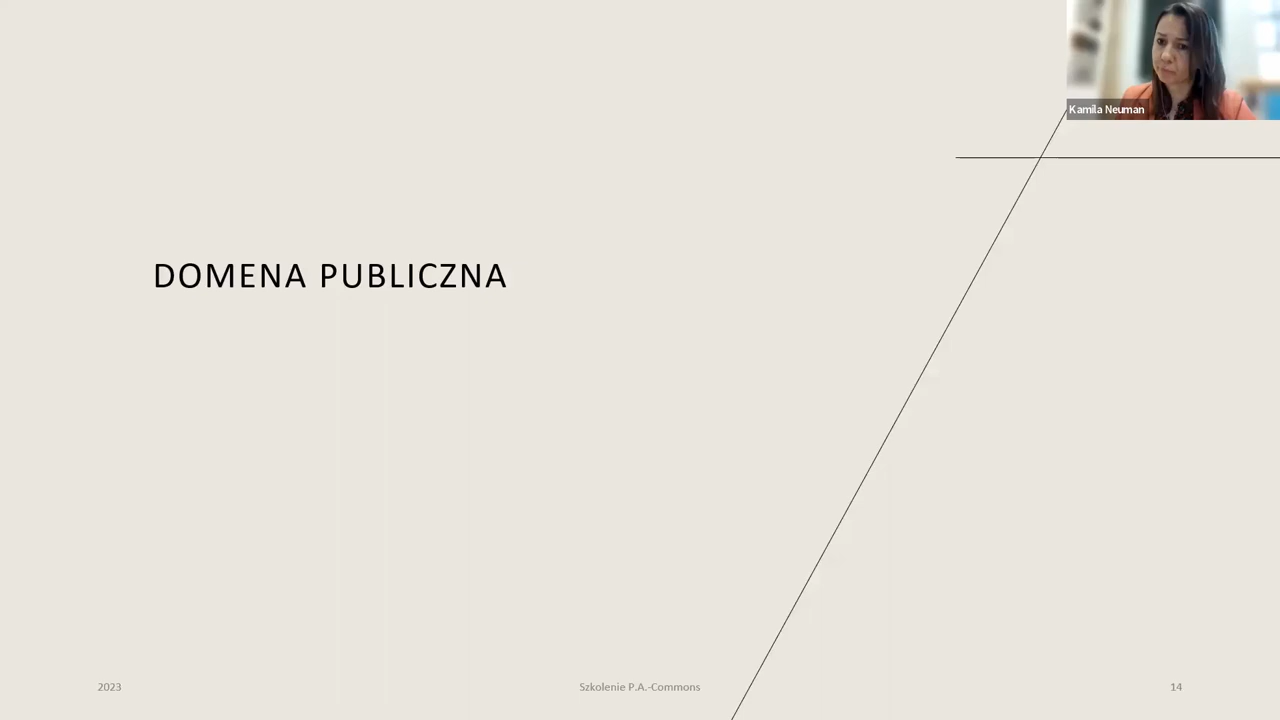 Kamila Neuman
DOMENA PUBLICZNA
2023
Szkolenie P.A.-Commons
14